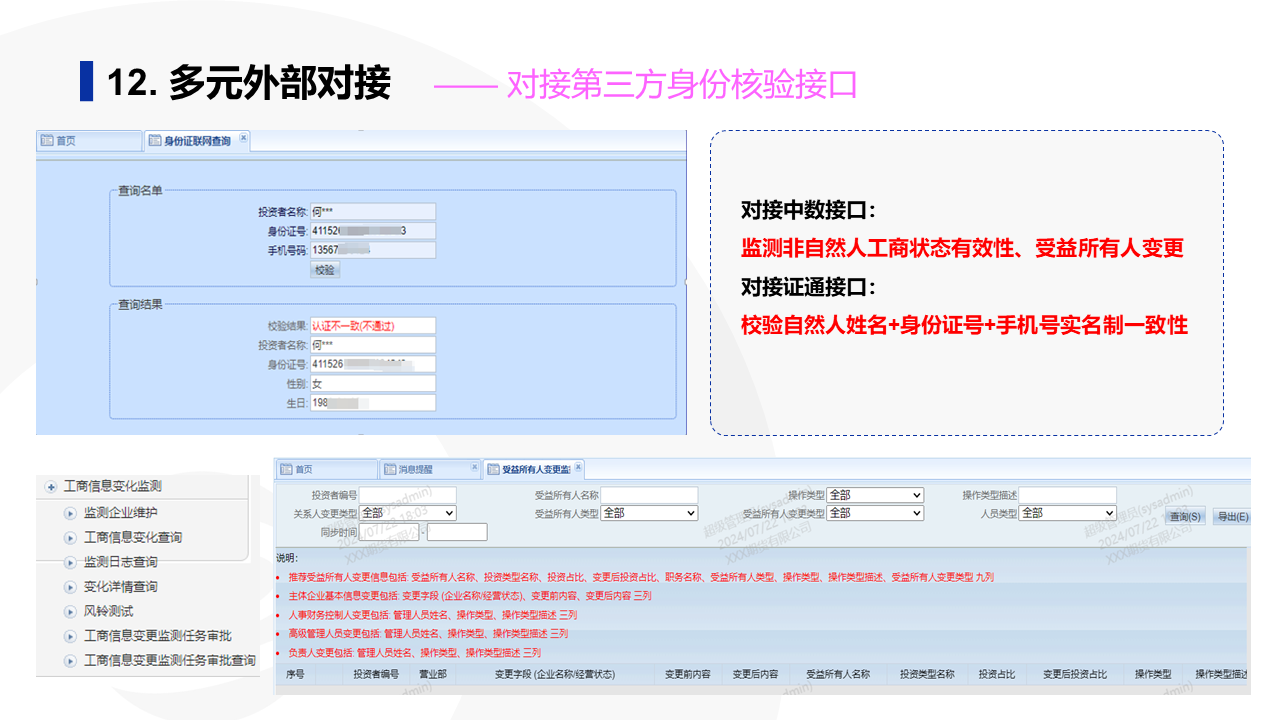 12. 多元外部对接 —— 对接第三方身份核验接口
首页 身份证联网查询
查询名单
投资者名称: 何***
身份证号: 41152 3
手机号码: 13567
校验
查询结果
校验结果: 认证不一致(不通过)
投资者名称: 何***
身份证号: 411526
性别: 女
生日: 198
对接中数接口：
监测非自然人工商状态有效性、受益所有人变更
对接证通接口：
校验自然人姓名+身份证号+手机号实名制一致性
工商信息变化监测
监测企业维护
工商信息变化查询
监测日志查询
变化详情查询
风铃测试
工商信息变更监测任务审批
工商信息变更监测任务审批查询
首页 消息提醒 受益所有人变更监
投资者编号 受益所有人名称 操作类型 全部 操作类型描述
关系人变更类型 全部 受益所有人类型 全部 受益所有人变更类型 全部 人员类型 全部 查询(S) 导出(E)
同步时间 -
超级管理员(sysadmin)
2024/07/22 18:03
XXX期货有限公司
说明:
推荐受益所有人变更信息包括: 受益所有人名称、投资类型名称、投资占比、变更后投资占比、职务名称、受益所有人类型、操作类型、操作类型描述、受益所有人变更类型 九列
主体企业基本信息变更包括: 变更字段 (企业名称/经营状态)、变更前内容、变更后内容 三列
人事财务控制人变更包括: 管理人员姓名、操作类型、操作类型描述 三列
高级管理人员变更包括: 管理人员姓名、操作类型、操作类型描述 三列
负责人变更包括: 管理人员姓名、操作类型、操作类型描述 三列
序号 投资者编号 营业部 变更字段 (企业名称/经营状态) 变更前内容 变更后内容 受益所有人名称 投资类型名称 投资占比 变更后投资占比 操作类型 操作类型描述